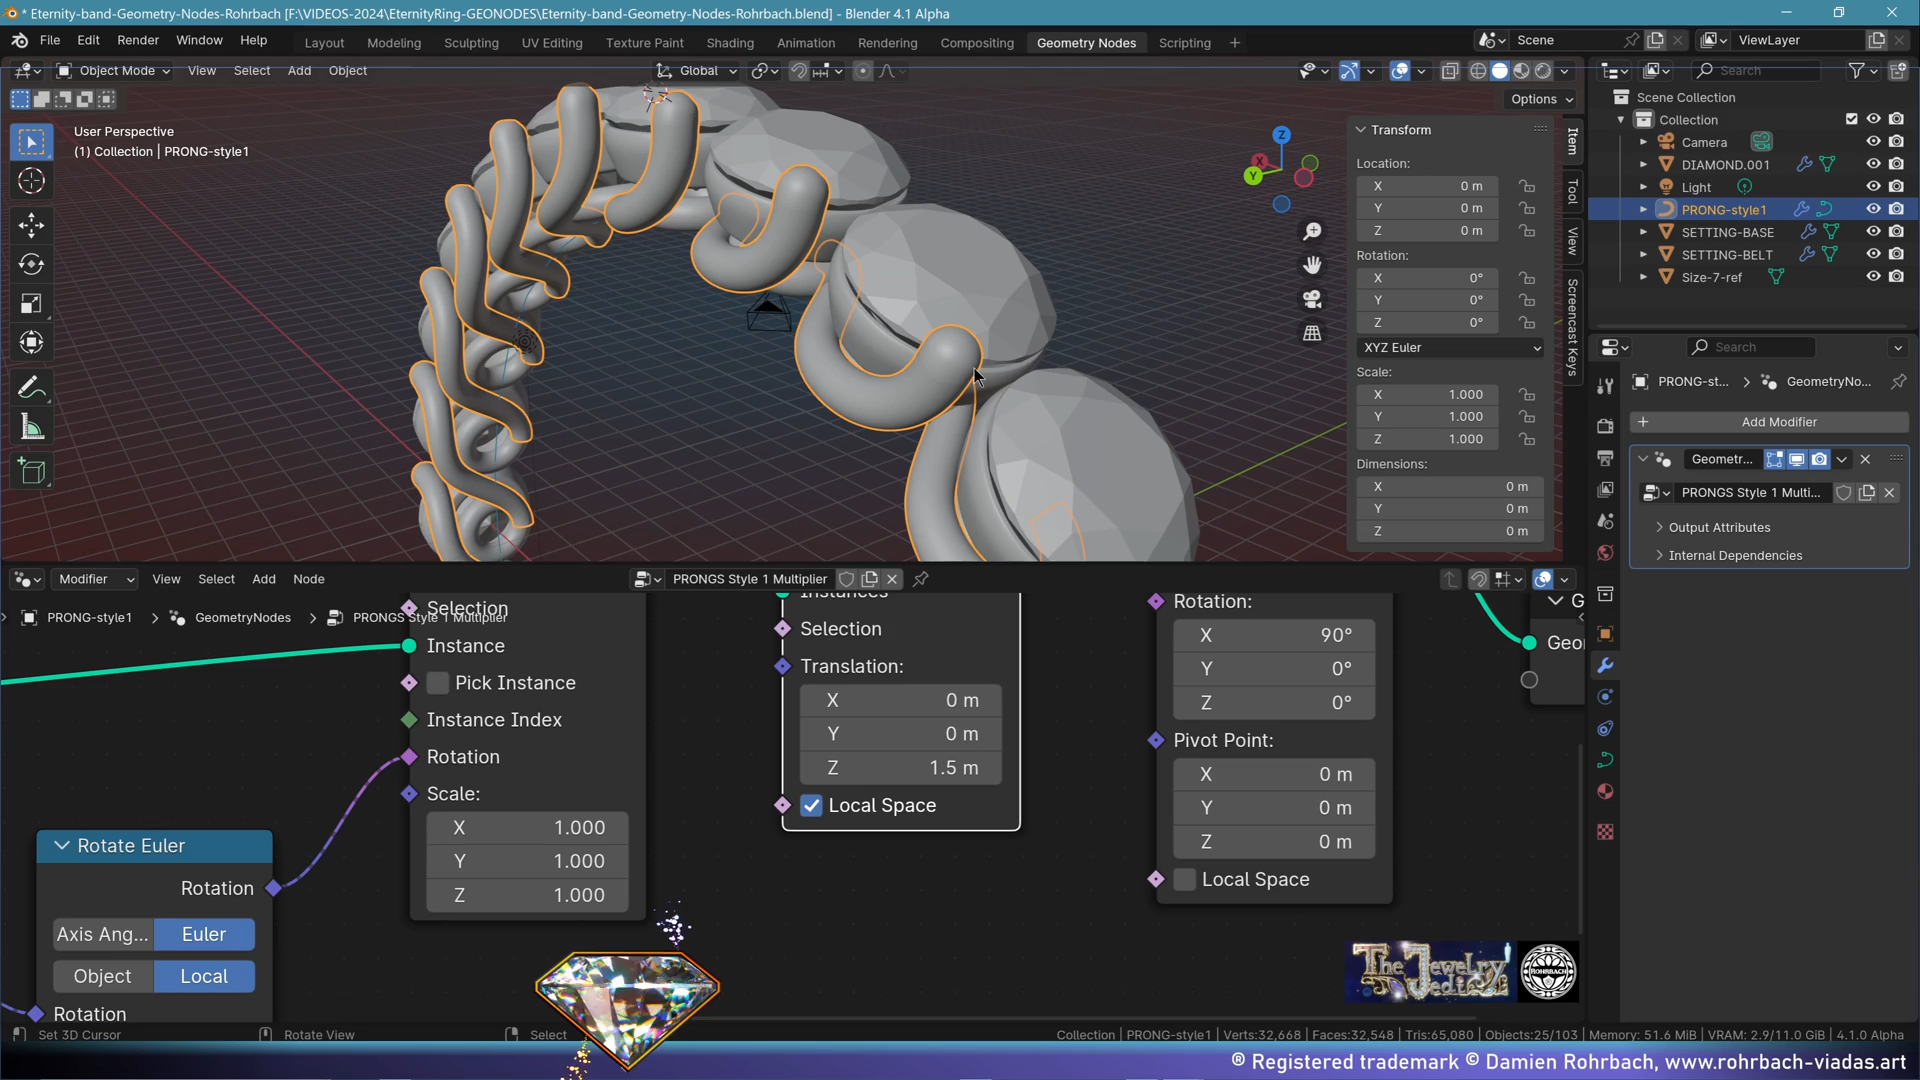 * Eternity-band-Geometry-Nodes-Rohrbach [F:\VIDEOS-2024\EternityRing-GEONODES\Eternity-band-Geometry-Nodes-Rohrbach.blend] - Blender 4.1 Alpha
File Edit Render Window Help Layout Modeling Sculpting UV Editing Texture Paint Shading Animation Rendering Compositing Geometry Nodes Scripting + Scene ViewLayer
Object Mode View Select Add Object Global Search
Options
User Perspective
(1) Collection | PRONG-style1
Z
X
Y
Transform
Location:
X 0 m
Y 0 m
Z 0 m
Rotation:
X 0°
Y 0°
Z 0°
XYZ Euler
Scale:
X 1.000
Y 1.000
Z 1.000
Dimensions:
X 0 m
Y 0 m
Z 0 m
Item
Tool
View
Screencast Keys
Scene Collection
Collection
Camera
DIAMOND.001
Light
PRONG-style1
SETTING-BASE
SETTING-BELT
Size-7-ref
Search
PRONG-st... > GeometryNo...
+ Add Modifier
Geometr...
PRONGS Style 1 Multi...
Output Attributes
Internal Dependencies
Modifier View Select Add Node PRONGS Style 1 Multiplier
PRONG-style1 > GeometryNodes > PRONGS Style 1 Multiplier
Selection
Instance
Pick Instance
Instance Index
Rotation
Scale:
X 1.000
Y 1.000
Z 1.000
Rotate Euler
Rotation
Axis Ang... Euler
Object Local
Rotation
Instances
Selection
Translation:
X 0 m
Y 0 m
Z 1.5 m
Local Space
Rotation:
X 90°
Y 0°
Z 0°
Pivot Point:
X 0 m
Y 0 m
Z 0 m
Local Space
G
Geo
The Jewelry
ROHRBACH
Set 3D Cursor Rotate View Select Collection | PRONG-style1 | Verts:32,668 | Faces:32,548 | Tris:65,080 | Objects:25/103 | Memory: 51.6 MiB | VRAM: 2.9/11.0 GiB | 4.1.0 Alpha
® Registered trademark © Damien Rohrbach, www.rohrbach-viadas.art